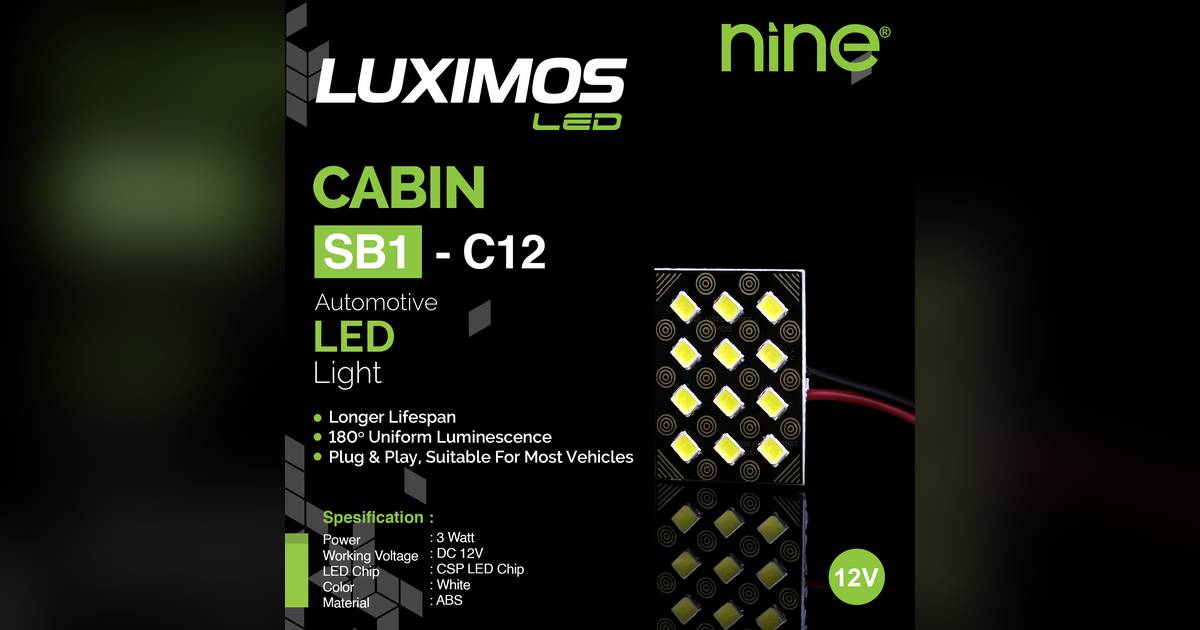 LUXIMOS
LED
nine®
CABIN
SB1 - C12
Automotive
LED
Light
Longer Lifespan
180º Uniform Luminescence
Plug & Play, Suitable For Most Vehicles
Spesification :
Power : 3 Watt
Working Voltage : DC 12V
LED Chip : CSP LED Chip
Color : White
Material : ABS
12V